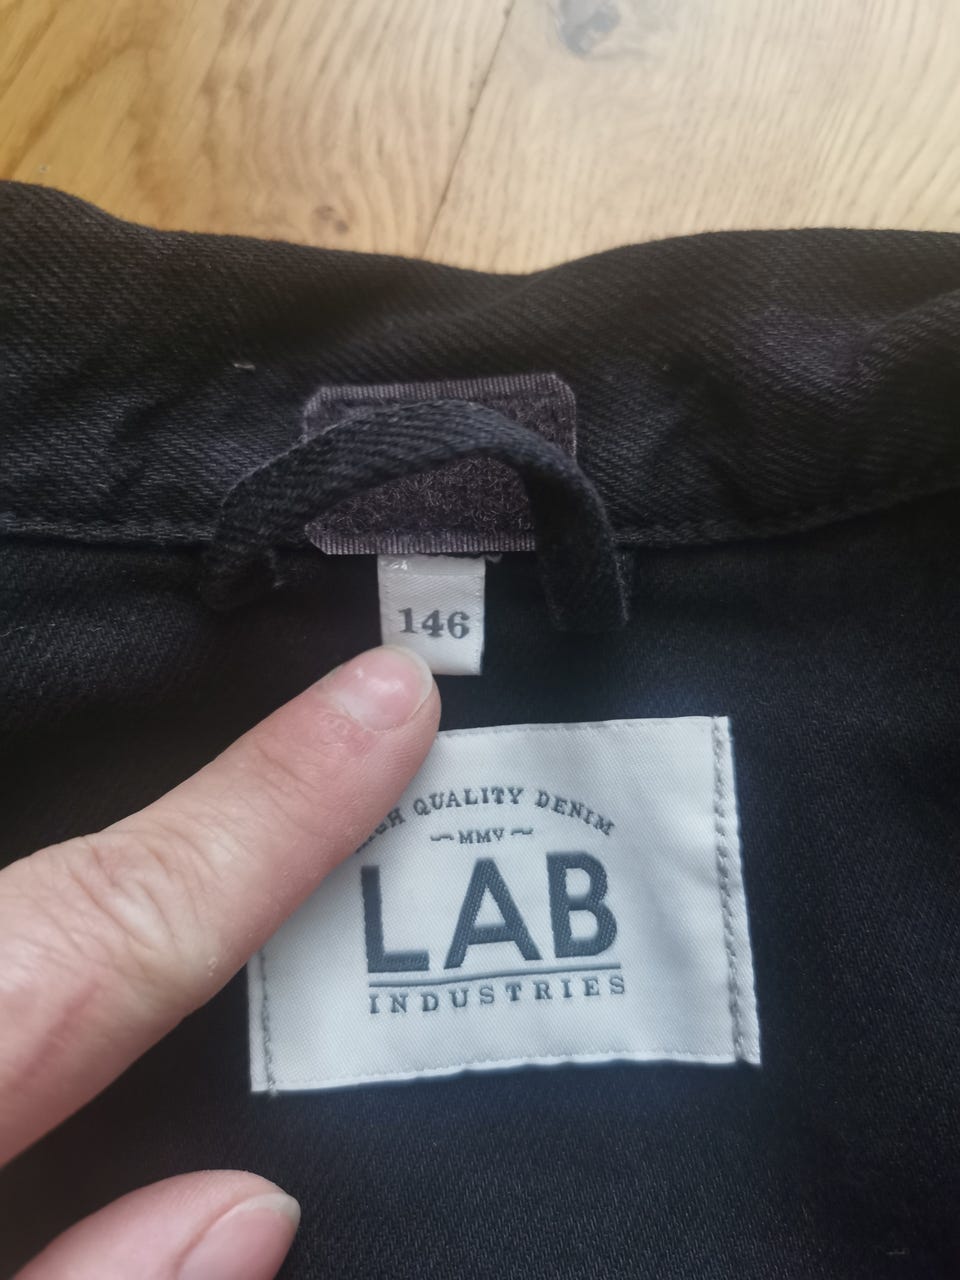 146
QUALITY DENIM
MMV
LAB
INDUSTRIES